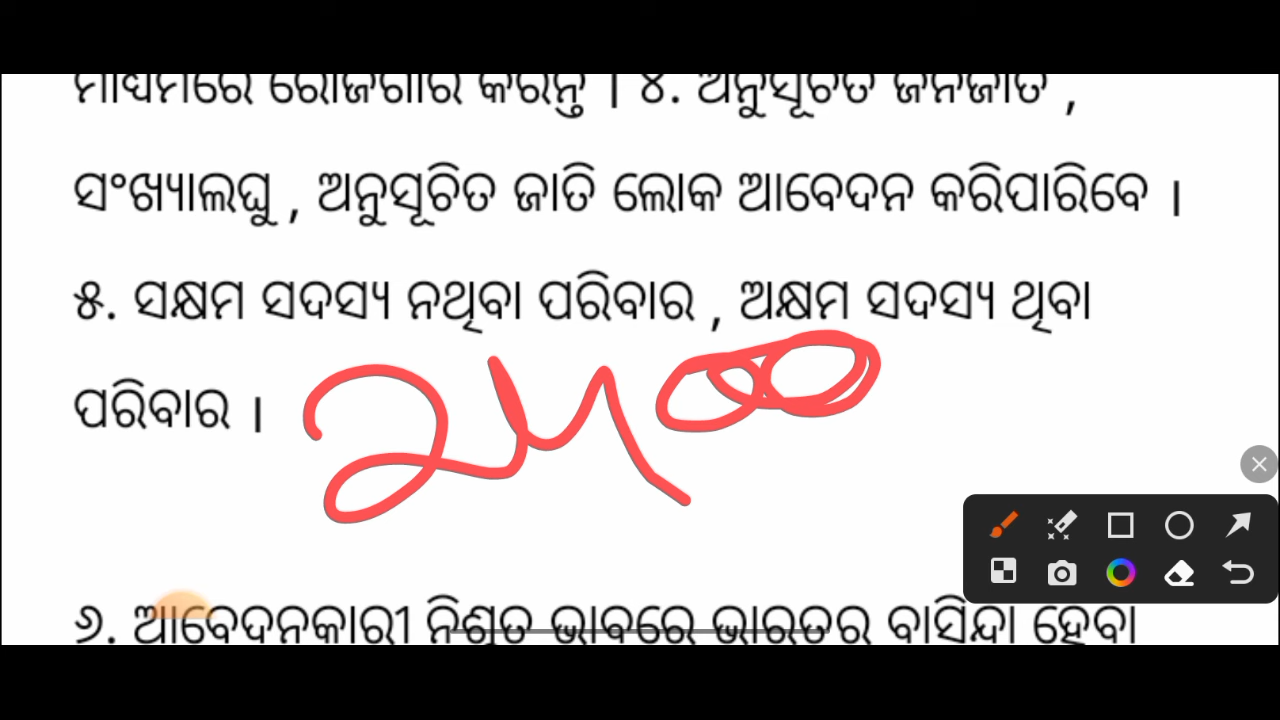 ମାଧ୍ୟମରେ ରୋଜଗାର କରନ୍ତି । ୪. ଅନୁସୂଚିତ ଜନଜାତି ,
ସଂଖ୍ୟାଲଘୁ , ଅନୁସୂଚିତ ଜାତି ଲୋକ ଆବେଦନ କରିପାରିବେ ।
୫. ସକ୍ଷମ ସଦସ୍ୟ ନଥିବା ପରିବାର , ଅକ୍ଷମ ସଦସ୍ୟ ଥିବା
ପରିବାର ।
୬. ଆବେଦନକାରୀ ନିଶ୍ଚିତ ଭାବରେ ଭାରତର ବାସିନ୍ଦା ହେବା